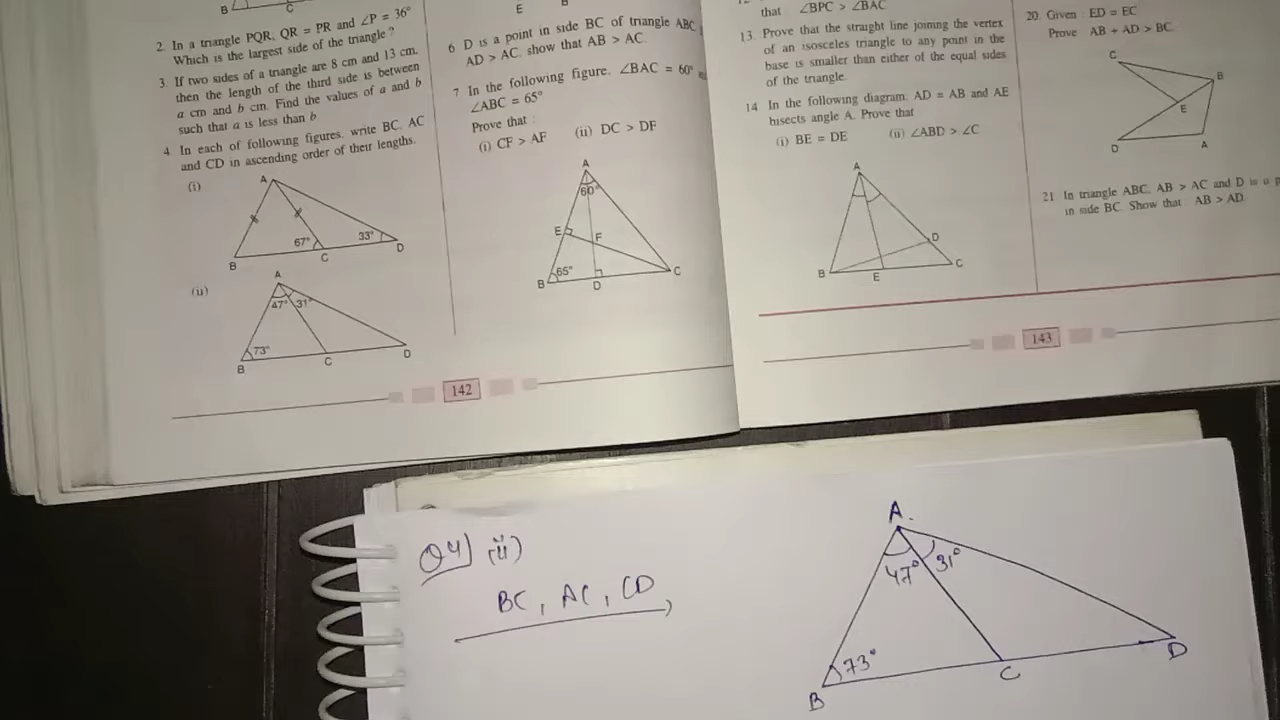 B C
2. In a triangle PQR, QR = PR and ∠P = 36°
Which is the largest side of the triangle ?
3. If two sides of a triangle are 8 cm and 13 cm,
then the length of the third side is between
a cm and b cm. Find the values of a and b
such that a is less than b.
4. In each of following figures, write BC, AC
and CD in ascending order of their lengths.
(i)
A
67°
33°
B C D
(ii)
A
47° 31°
73°
B C D
142
E
6 D is a point in side BC of triangle ABC
AD > AC, show that AB > AC.
7 In the following figure, ∠BAC = 60°
∠ABC = 65°
Prove that :
(i) CF > AF (ii) DC > DF
A
60°
E
F
65°
B D C
that ∠BPC > ∠BAC
13. Prove that the straight line joining the vertex
of an isosceles triangle to any point in the
base is smaller than either of the equal sides
of the triangle.
14 In the following diagram; AD = AB and AE
bisects angle A. Prove that
(i) BE = DE (ii) ∠ABD > ∠C
A
D
B E C
20. Given : ED = EC
Prove AB + AD > BC.
C
B
E
D A
21 In triangle ABC, AB > AC and D is a
in side BC. Show that AB > AD.
143
Q4) (ii)
BC, AC, CD,
A.
47° 31°
73°
B C D